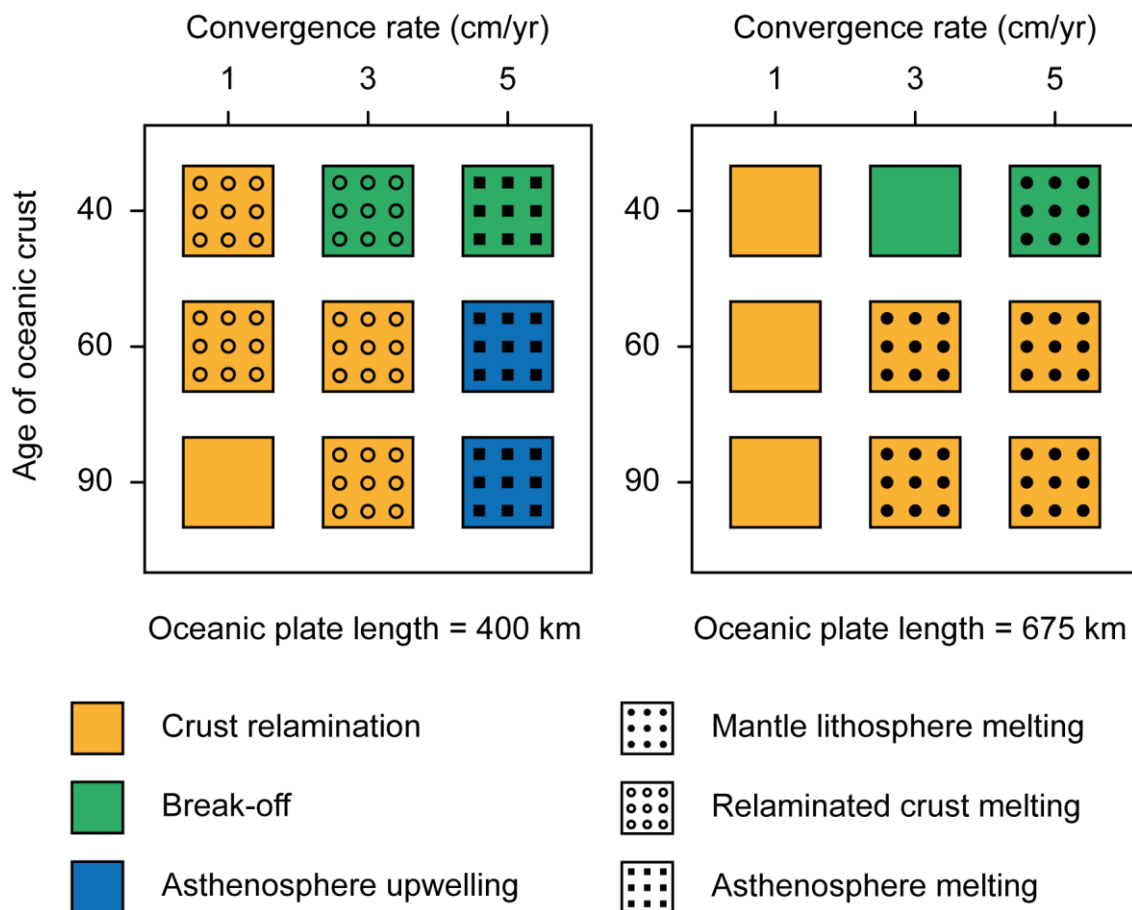 Convergence rate (cm/yr)
1 3 5
Age of oceanic crust
40
60
90
Oceanic plate length = 400 km
Convergence rate (cm/yr)
1 3 5
40
60
90
Oceanic plate length = 675 km
Crust relamination
Break-off
Asthenosphere upwelling
Mantle lithosphere melting
Relaminated crust melting
Asthenosphere melting